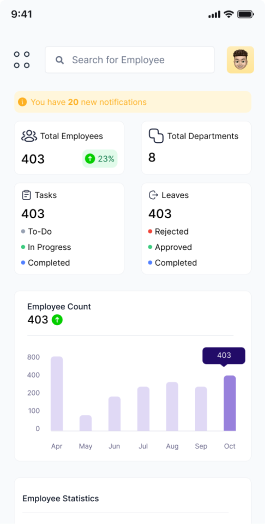 9:41
Search for Employee
You have 20 new notifications
Total Employees
403
23%
Total Departments
8
Tasks
403
To-Do
In Progress
Completed
Leaves
403
Rejected
Approved
Completed
Employee Count
403
403
800
400
200
100
0
Apr May Jun Jul Aug Sep Oct
Employee Statistics